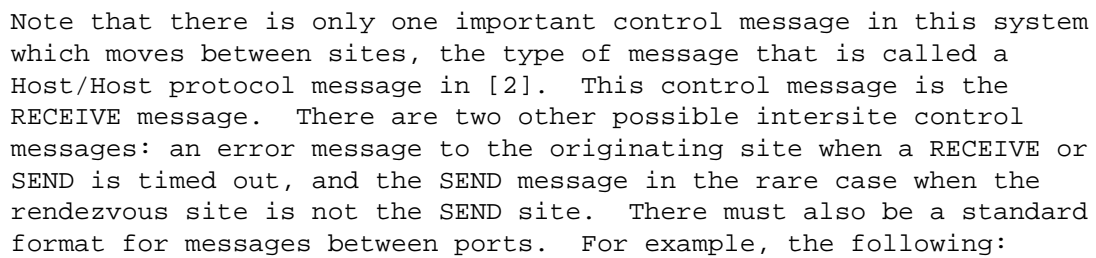 Note that there is only one important control message in this system
which moves between sites, the type of message that is called a
Host/Host protocol message in [2].  This control message is the
RECEIVE message.  There are two other possible intersite control
messages: an error message to the originating site when a RECEIVE or
SEND is timed out, and the SEND message in the rare case when the
rendezvous site is not the SEND site.  There must also be a standard
format for messages between ports.  For example, the following: